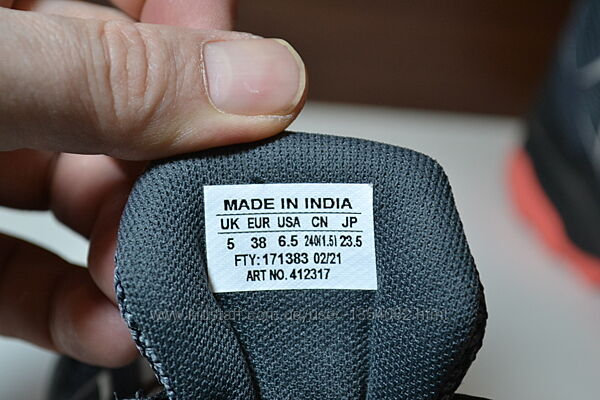 MADE IN INDIA
UK EUR USA CN JP
5 38 6.5 240(1.5) 23.5
FTY: 171383 02/21
ART NO. 412317